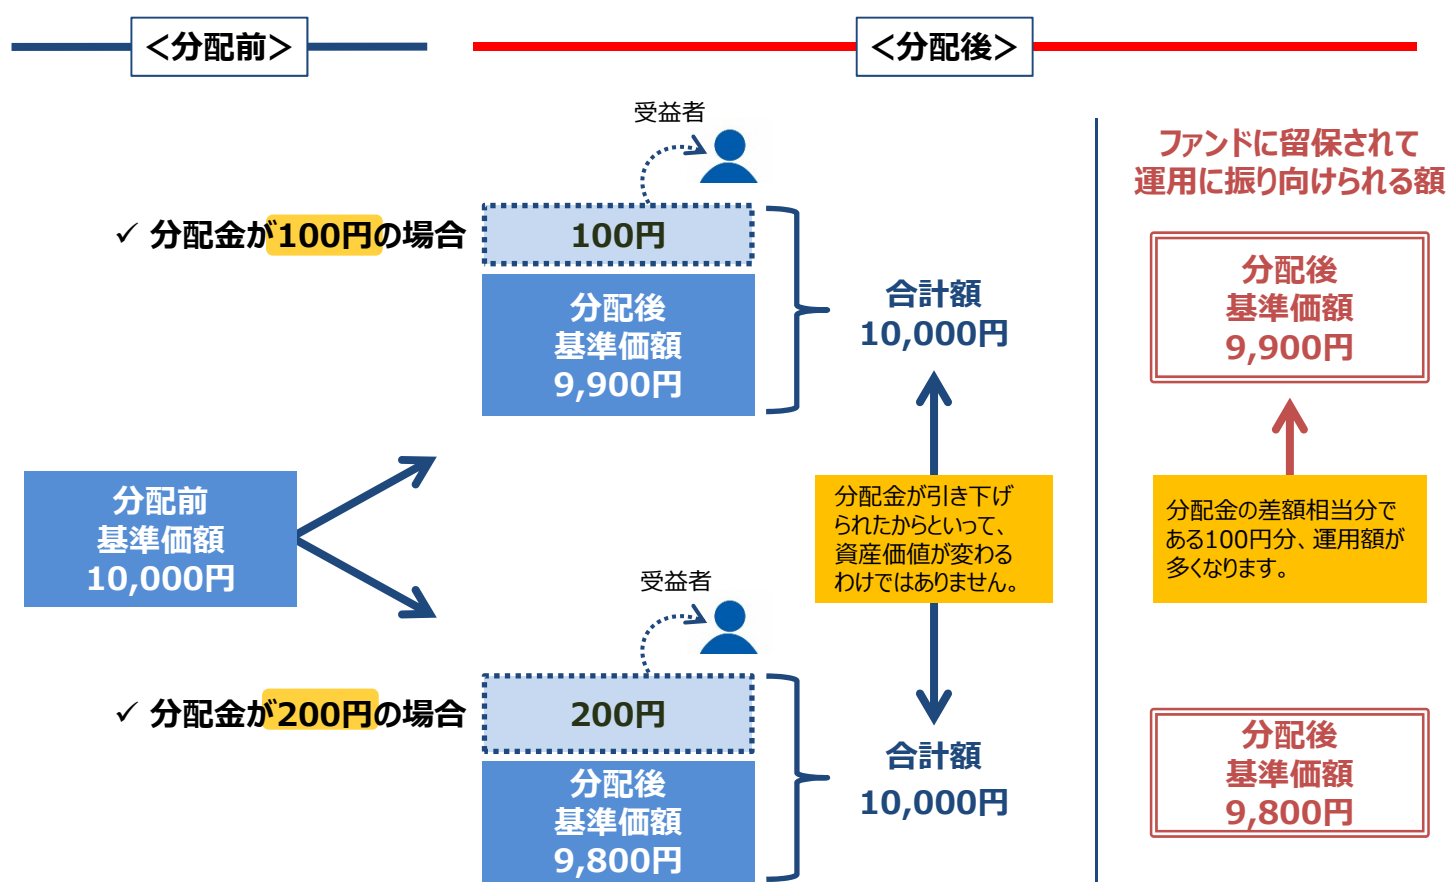 ＜分配前＞
＜分配後＞
受益者
ファンドに留保されて
運用に振り向けられる額
✓ 分配金が100円の場合
100円
分配後
基準価額
9,900円
合計額
10,000円
分配後
基準価額
9,900円
分配前
基準価額
10,000円
分配金が引き下げ
られたからといって、
資産価値が変わる
わけではありません。
分配金の差額相当分で
ある100円分、運用額が
多くなります。
受益者
✓ 分配金が200円の場合
200円
分配後
基準価額
9,800円
合計額
10,000円
分配後
基準価額
9,800円